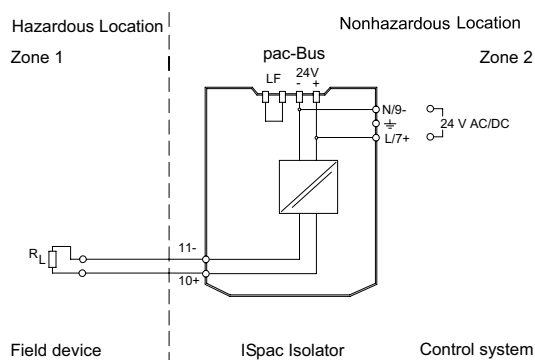 Hazardous Location
Nonhazardous Location
Zone 1
pac-Bus
Zone 2
LF
24V
- +
N/9-
24 V AC/DC
L/7+
11-
RL
10+
Field device
ISpac Isolator
Control system